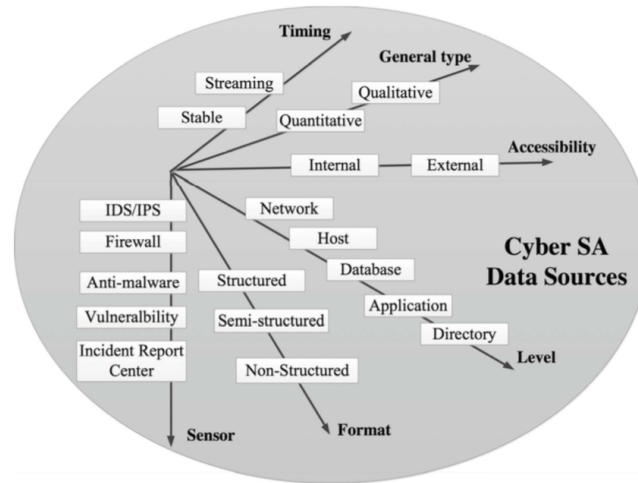 Timing
General type
Streaming
Qualitative
Stable
Quantitative
Accessibility
Internal
External
IDS/IPS
Network
Firewall
Host
Cyber SA
Data Sources
Anti-malware
Structured
Database
Vulneralbility
Semi-structured
Application
Incident Report
Center
Directory
Non-Structured
Level
Sensor
Format